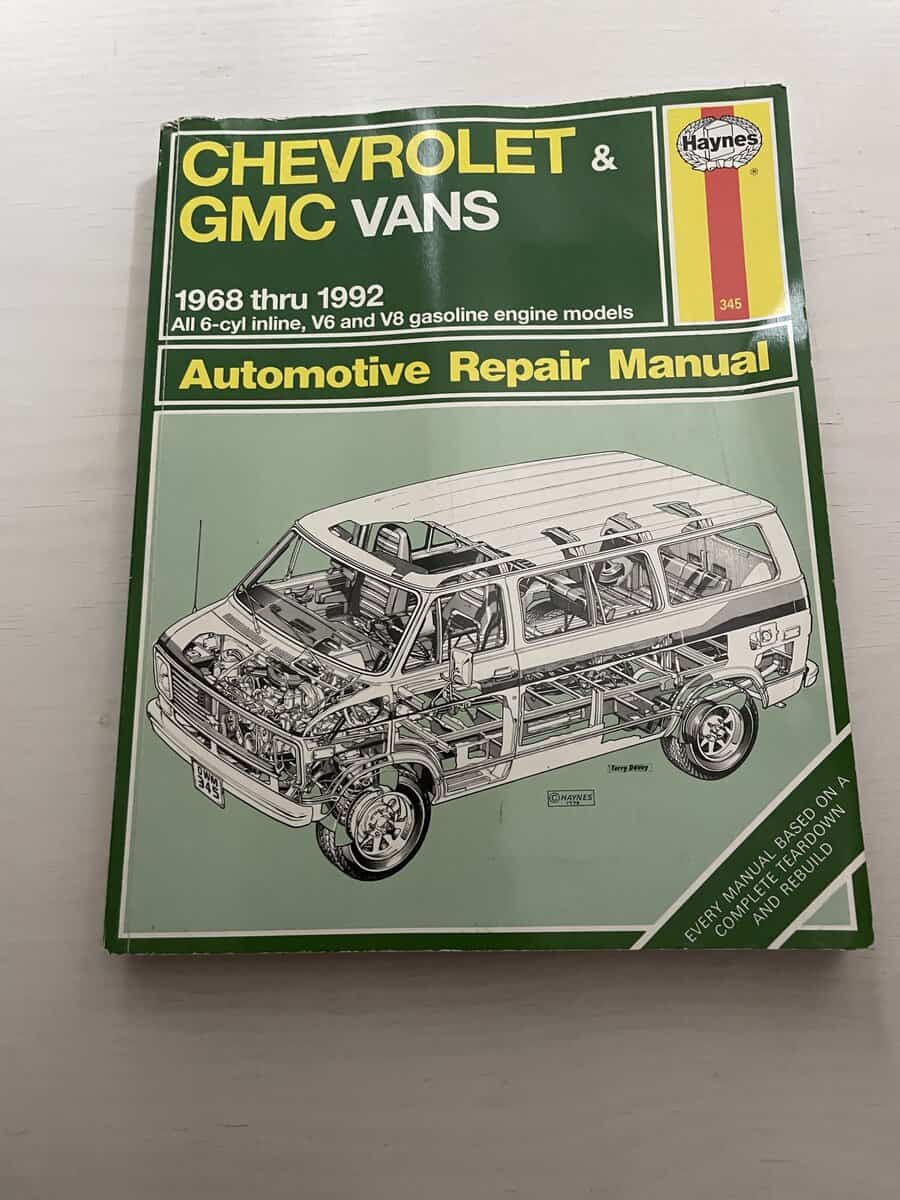 CHEVROLET &
GMC VANS
Haynes
®
1968 thru 1992
All 6-cyl inline, V6 and V8 gasoline engine models
345
Automotive Repair Manual
Terry Davey
© HAYNES
1978
EVERY MANUAL BASED ON A
COMPLETE TEARDOWN
AND REBUILD